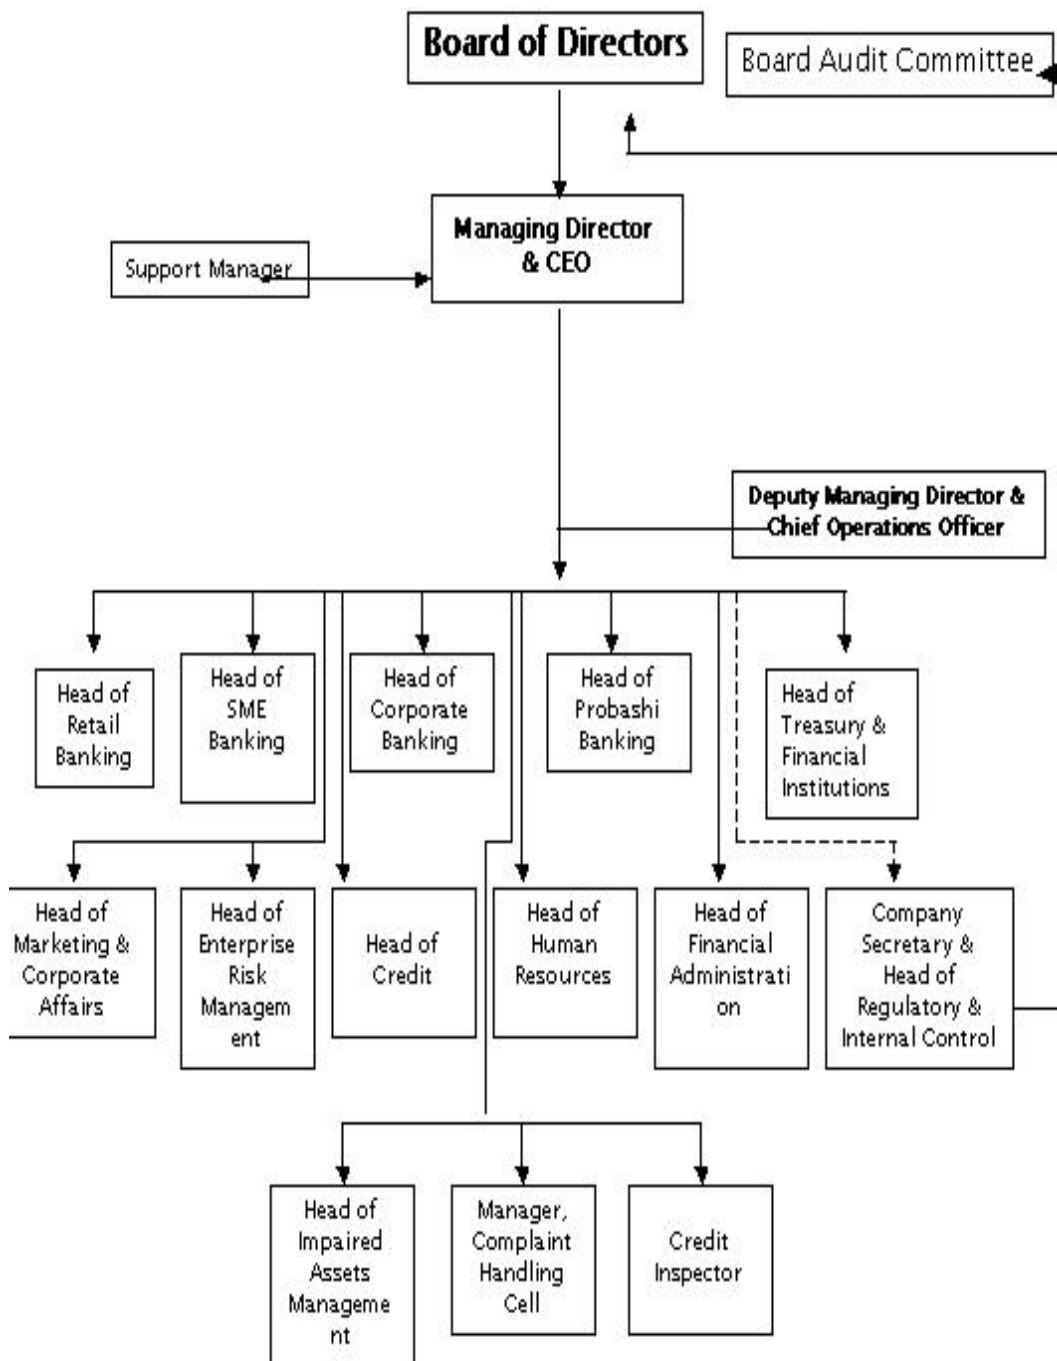 Board of Directors
Board Audit Committee
Managing Director
& CEO
Support Manager
Deputy Managing Director &
Chief Operations Officer
Head of
Retail
Banking
Head of
SME
Banking
Head of
Corporate
Banking
Head of
Probashi
Banking
Head of
Treasury &
Financial
Institutions
Head of
Marketing &
Corporate
Affairs
Head of
Enterprise
Risk
Managem
ent
Head of
Credit
Head of
Human
Resources
Head of
Financial
Administrati
on
Company
Secretary &
Head of
Regulatory &
Internal Control
Head of
Impaired
Assets
Manageme
nt
Manager,
Complaint
Handling
Cell
Credit
Inspector